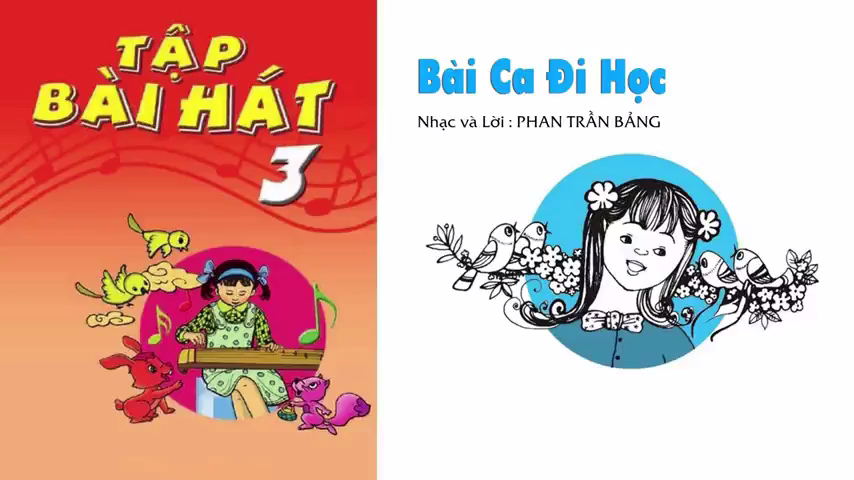 TẬP
BÀI HÁT
3
Bài Ca Đi Học
Nhạc và Lời : PHAN TRẦN BẢNG